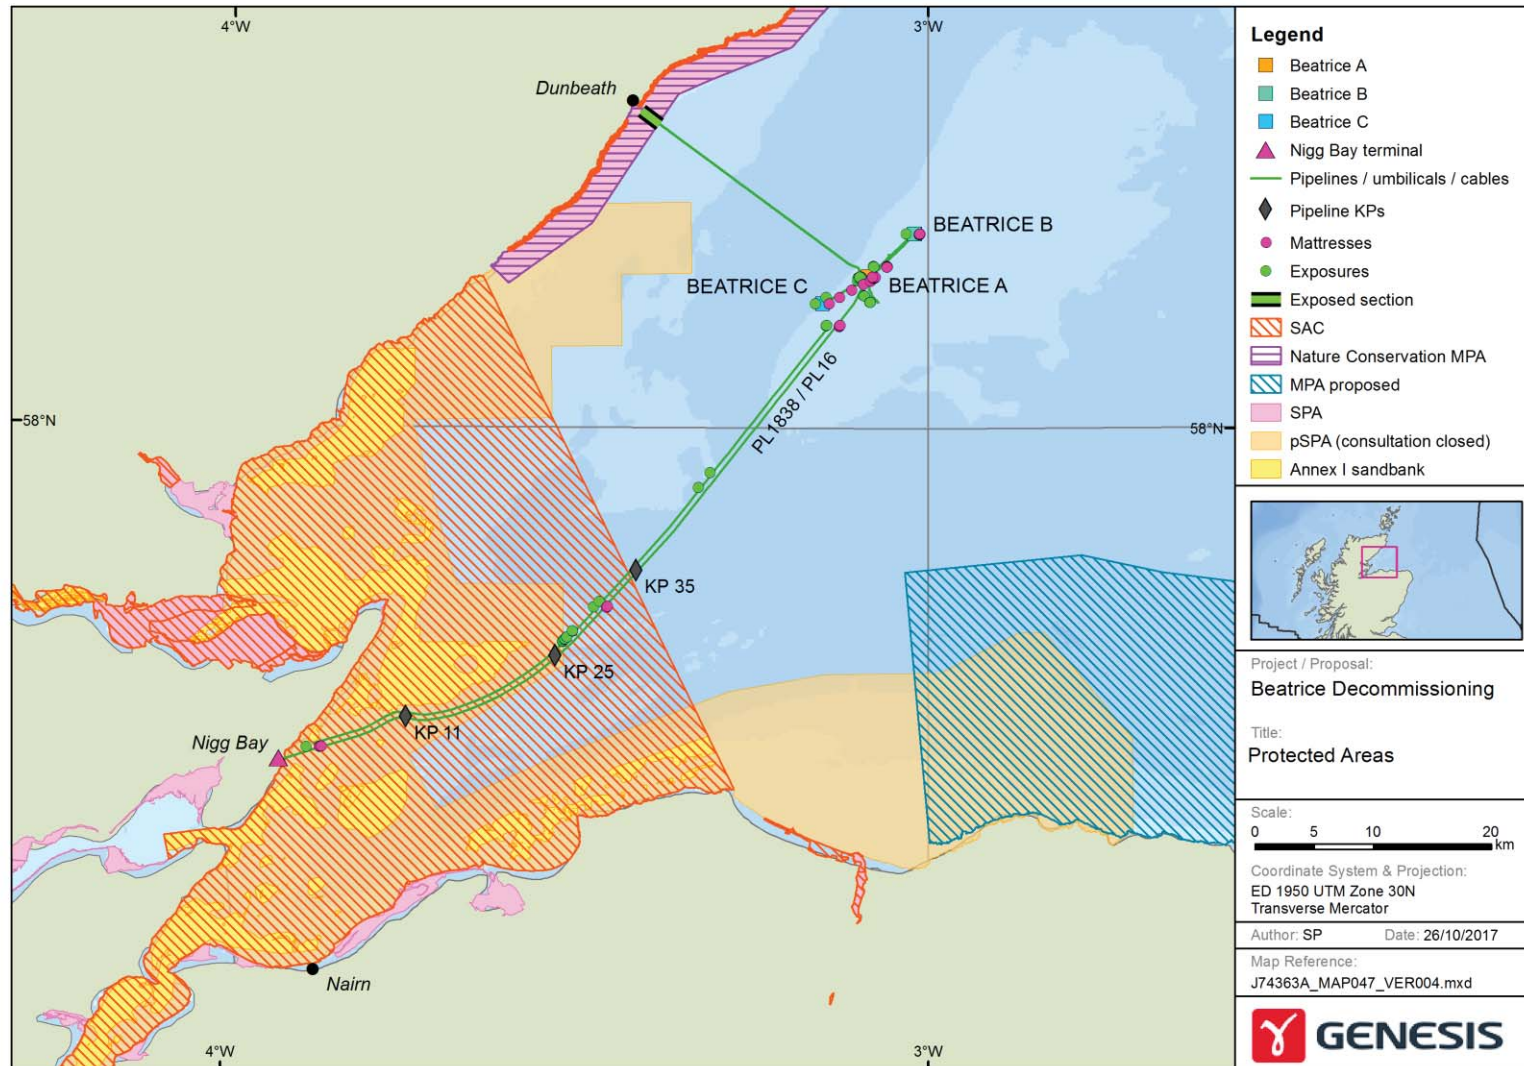 4°W
3°W
Dunbeath
BEATRICE B
BEATRICE C
BEATRICE A
PL1838 / PL16
58°N
58°N
KP 35
KP 25
KP 11
Nigg Bay
Nairn
4°W
3°W
Legend
Beatrice A
Beatrice B
Beatrice C
Nigg Bay terminal
Pipelines / umbilicals / cables
Pipeline KPs
Mattresses
Exposures
Exposed section
SAC
Nature Conservation MPA
MPA proposed
SPA
pSPA (consultation closed)
Annex I sandbank
Project / Proposal:
Beatrice Decommissioning
Title:
Protected Areas
Scale:
0 5 10 20
km
Coordinate System & Projection:
ED 1950 UTM Zone 30N
Transverse Mercator
Author: SP Date: 26/10/2017
Map Reference:
J74363A_MAP047_VER004.mxd
GENESIS